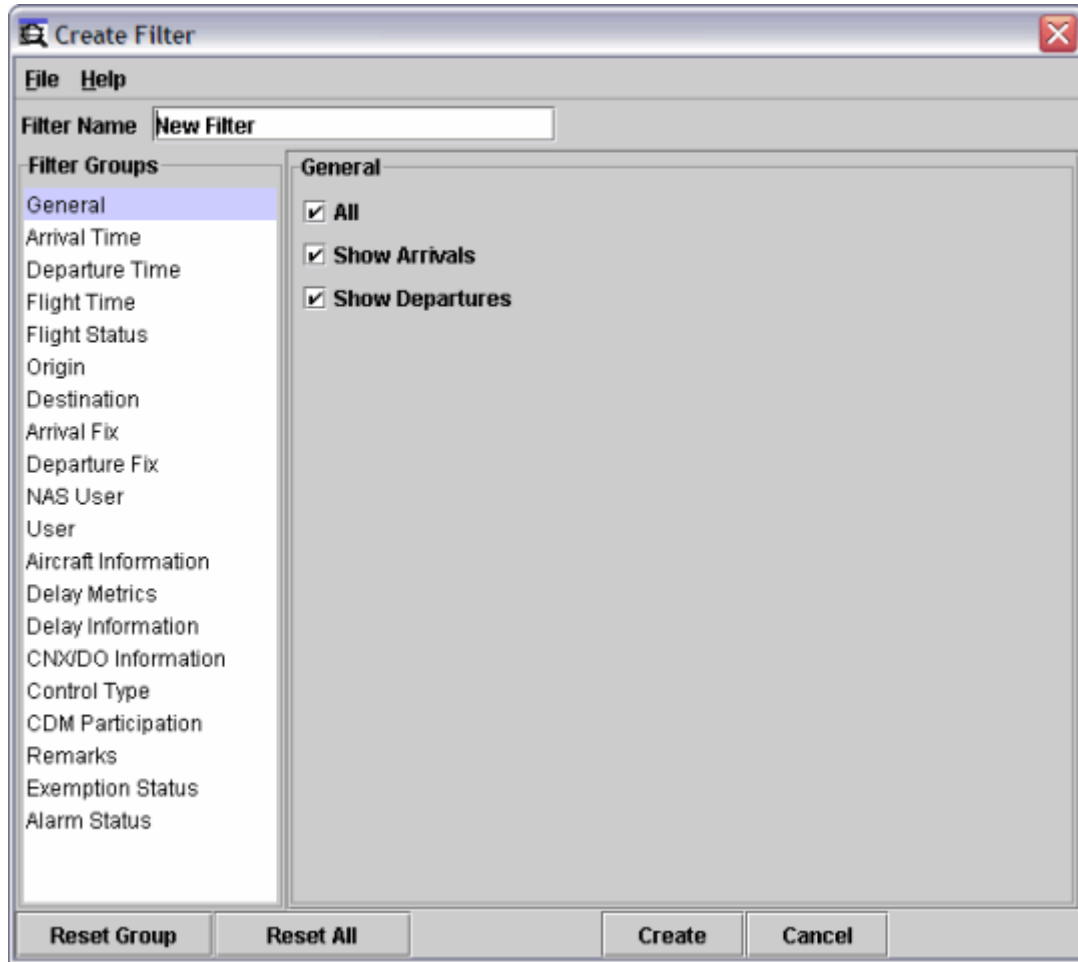 Create Filter
File Help
Filter Name New Filter
Filter Groups
General
Arrival Time
Departure Time
Flight Time
Flight Status
Origin
Destination
Arrival Fix
Departure Fix
NAS User
User
Aircraft Information
Delay Metrics
Delay Information
CNX/DO Information
Control Type
CDM Participation
Remarks
Exemption Status
Alarm Status
General
All
Show Arrivals
Show Departures
Reset Group Reset All Create Cancel